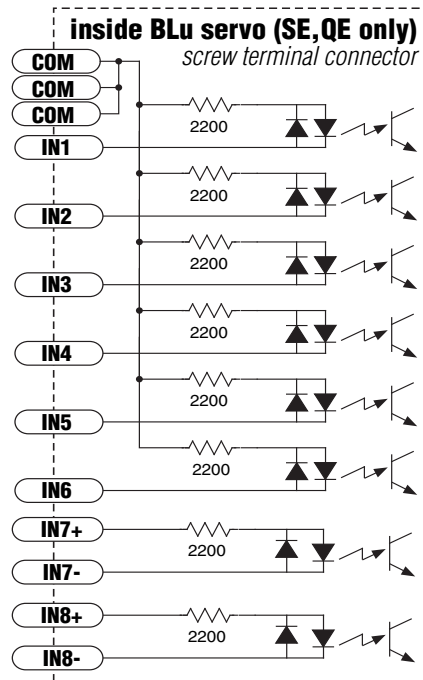 inside BLu servo (SE,QE only)
screw terminal connector
COM
COM
COM
2200
IN1
2200
IN2
2200
IN3
2200
IN4
2200
IN5
2200
IN6
IN7+
2200
IN7-
IN8+
2200
IN8-